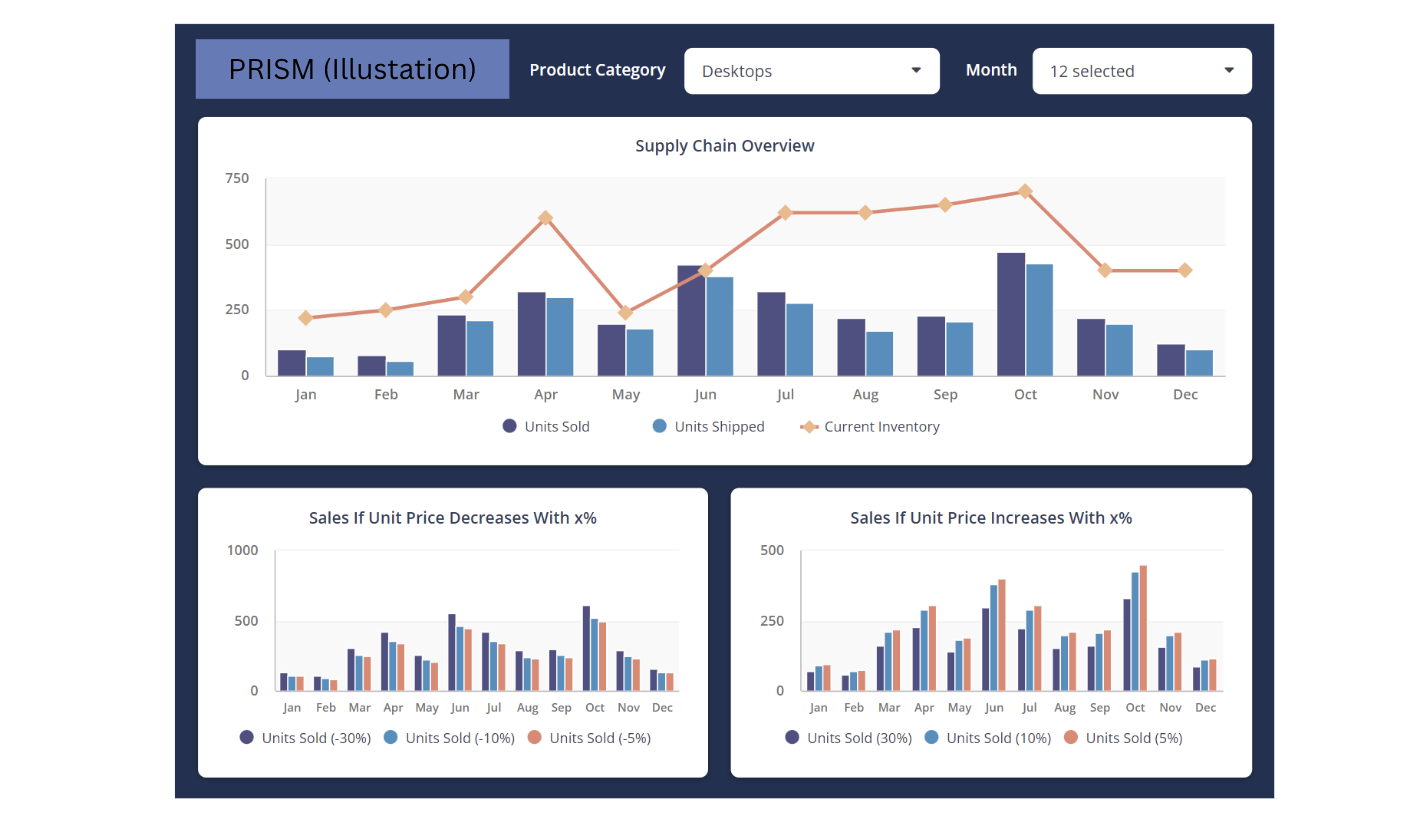 PRISM (Illustation)
Product Category
Desktops
Month
12 selected
Supply Chain Overview
750
500
250
0
Jan Feb Mar Apr May Jun Jul Aug Sep Oct Nov Dec
Units Sold Units Shipped Current Inventory
Sales If Unit Price Decreases With x%
1000
500
0
Jan Feb Mar Apr May Jun Jul Aug Sep Oct Nov Dec
Units Sold (-30%) Units Sold (-10%) Units Sold (-5%)
Sales If Unit Price Increases With x%
500
250
0
Jan Feb Mar Apr May Jun Jul Aug Sep Oct Nov Dec
Units Sold (30%) Units Sold (10%) Units Sold (5%)